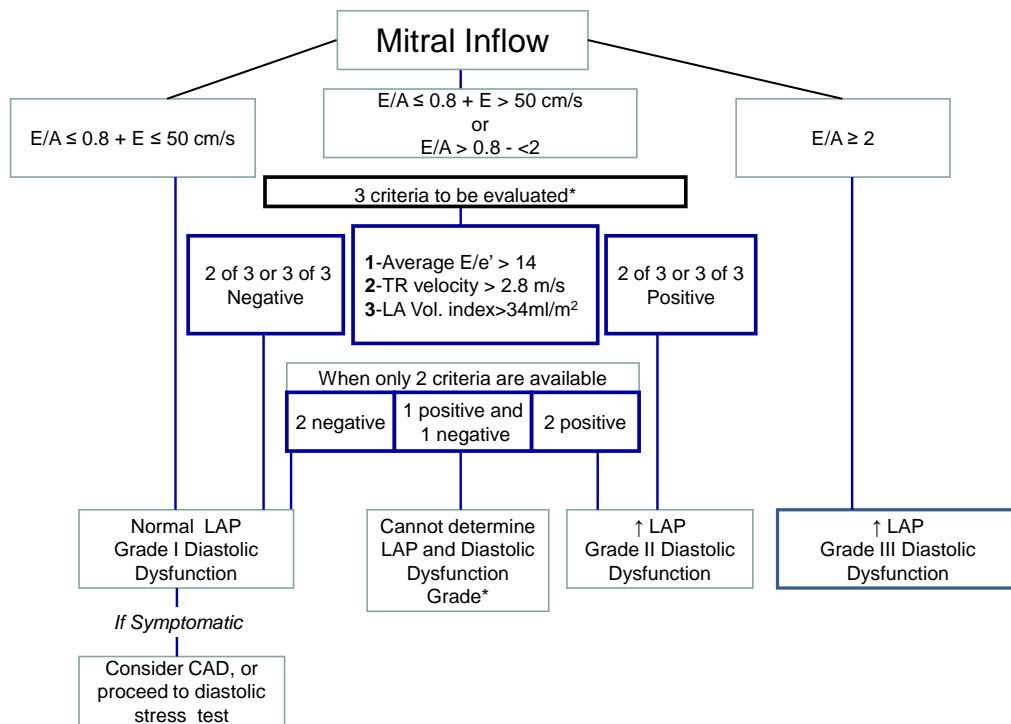 Mitral Inflow
E/A ≤ 0.8 + E ≤ 50 cm/s
E/A ≤ 0.8 + E > 50 cm/s
or
E/A > 0.8 - <2
E/A ≥ 2
3 criteria to be evaluated*
2 of 3 or 3 of 3
Negative
1-Average E/e’ > 14
2-TR velocity > 2.8 m/s
3-LA Vol. index>34ml/m²
2 of 3 or 3 of 3
Positive
When only 2 criteria are available
2 negative
1 positive and
1 negative
2 positive
Normal LAP
Grade I Diastolic
Dysfunction
Cannot determine
LAP and Diastolic
Dysfunction
Grade*
↑ LAP
Grade II Diastolic
Dysfunction
↑ LAP
Grade III Diastolic
Dysfunction
If Symptomatic
Consider CAD, or
proceed to diastolic
stress test